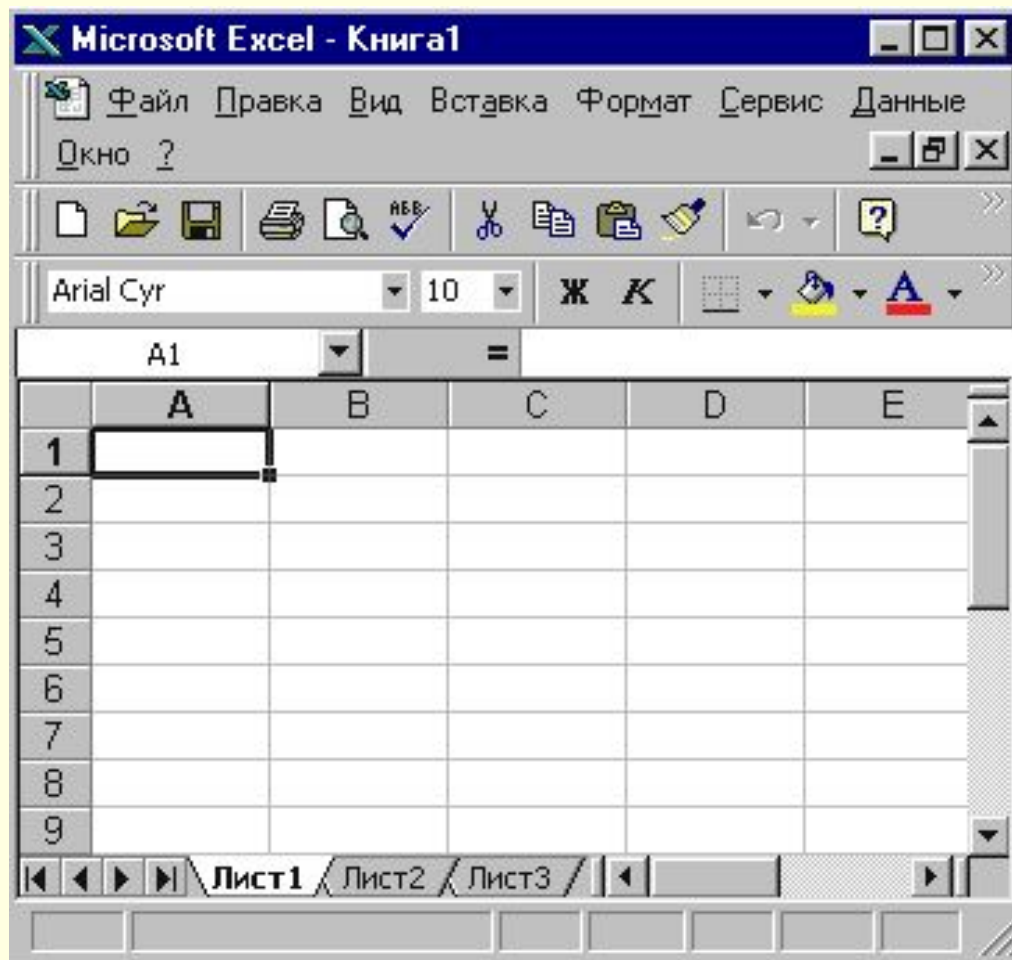 Microsoft Excel - Книга1
Файл Правка Вид Вставка Формат Сервис Данные
Окно ?
АБВ ?
Arial Cyr 10 Ж К А
A1 =
A B C D E
1
2
3
4
5
6
7
8
9
Лист1 Лист2 Лист3